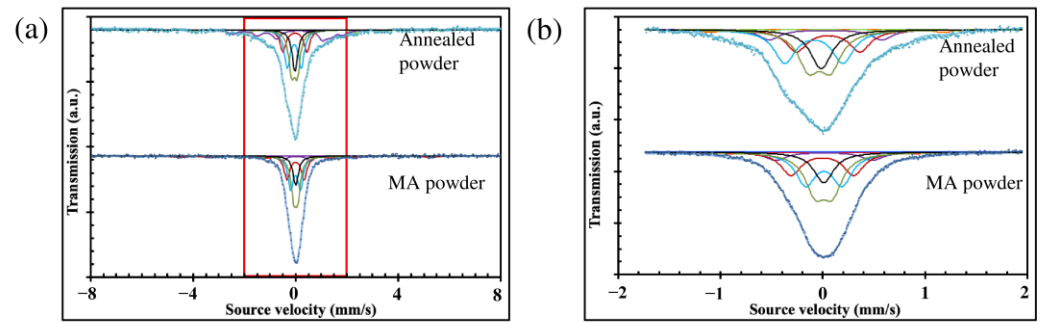 (a)
Transmission (a.u.)
Annealed
powder
MA powder
−8 −4 0 4 8
Source velocity (mm/s)
(b)
Transmission (a.u.)
Annealed
powder
MA powder
−2 −1 0 1 2
Source velocity (mm/s)